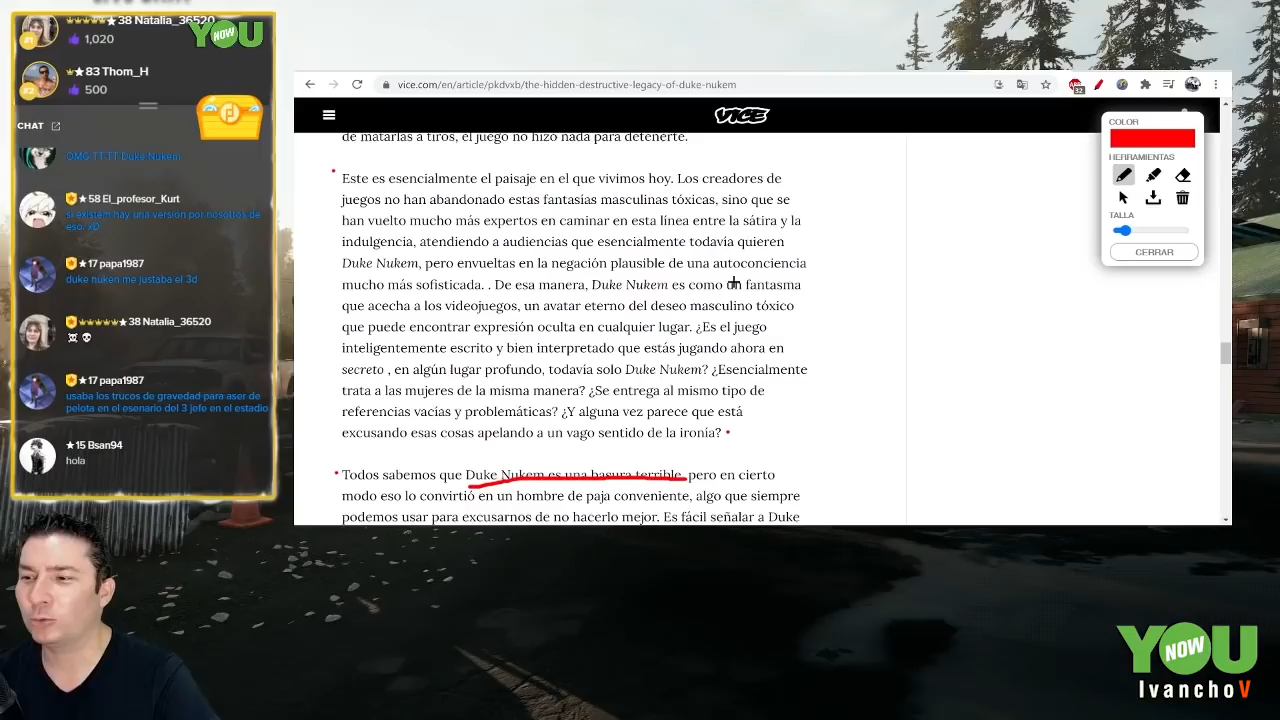 #1
38 Natalia_36520
1,020
YOU
NOW
#2
83 Thom_H
500
CHAT
OMG TT-TT Duke Nukem
58 El_profesor_Kurt
si existem hay una version por nosotros de
eso. xD
17 papa1987
duke nuken me justaba el 3d
38 Natalia_36520
17 papa1987
usaba los trucos de gravedad para aser de
pelota en el esenario del 3 jefe en el estadio
15 Bsan94
hola
vice.com/en/article/pkdvxb/the-hidden-destructive-legacy-of-duke-nukem
32
VICE
de matarlas a tiros, el juego no hizo nada para detenerte.
Este es esencialmente el paisaje en el que vivimos hoy. Los creadores de
juegos no han abandonado estas fantasías masculinas tóxicas, sino que se
han vuelto mucho más expertos en caminar en esta línea entre la sátira y la
indulgencia, atendiendo a audiencias que esencialmente todavía quieren
Duke Nukem, pero envueltas en la negación plausible de una autoconciencia
mucho más sofisticada. . De esa manera, Duke Nukem es como un fantasma
que acecha a los videojuegos, un avatar eterno del deseo masculino tóxico
que puede encontrar expresión oculta en cualquier lugar. ¿Es el juego
inteligentemente escrito y bien interpretado que estás jugando ahora en
secreto , en algún lugar profundo, todavía solo Duke Nukem? ¿Esencialmente
trata a las mujeres de la misma manera? ¿Se entrega al mismo tipo de
referencias vacías y problemáticas? ¿Y alguna vez parece que está
excusando esas cosas apelando a un vago sentido de la ironía?
Todos sabemos que Duke Nukem es una basura terrible, pero en cierto
modo eso lo convirtió en un hombre de paja conveniente, algo que siempre
podemos usar para excusarnos de no hacerlo mejor. Es fácil señalar a Duke
COLOR
HERRAMIENTAS
TALLA
CERRAR
YOU
NOW
IvanchoV